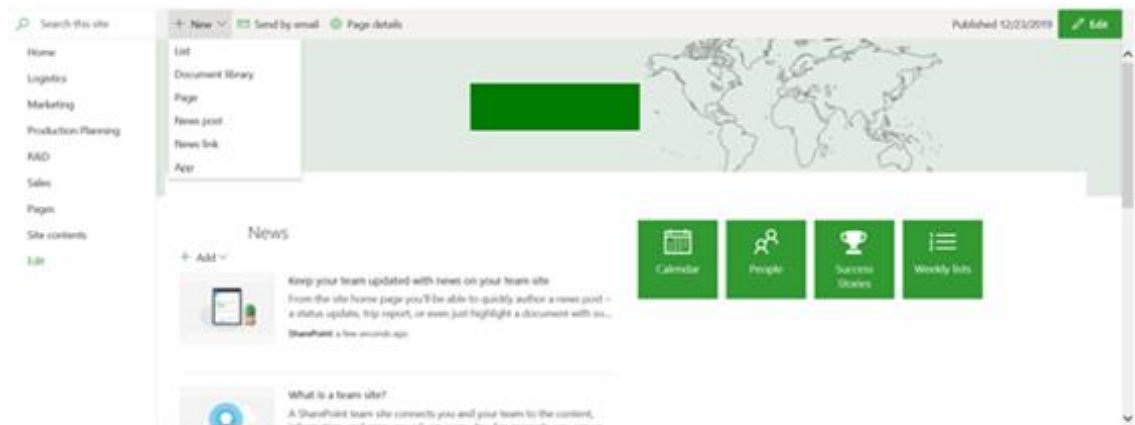 Search this site
+ New
Send by email
Page details
Published 12/23/2019
Edit
Home
Logistics
Marketing
Production Planning
R&D
Sales
Pages
Site contents
Edit
List
Document library
Page
News post
News link
App
News
+ Add
Keep your team updated with news on your team site
From the site home page you'll be able to quickly author a news post –
a status update, trip report, or even just highlight a document with so...
SharePoint a few seconds ago
What is a team site?
A SharePoint team site connects you and your team to the content,
Calendar
People
Success
Stories
Weekly lists